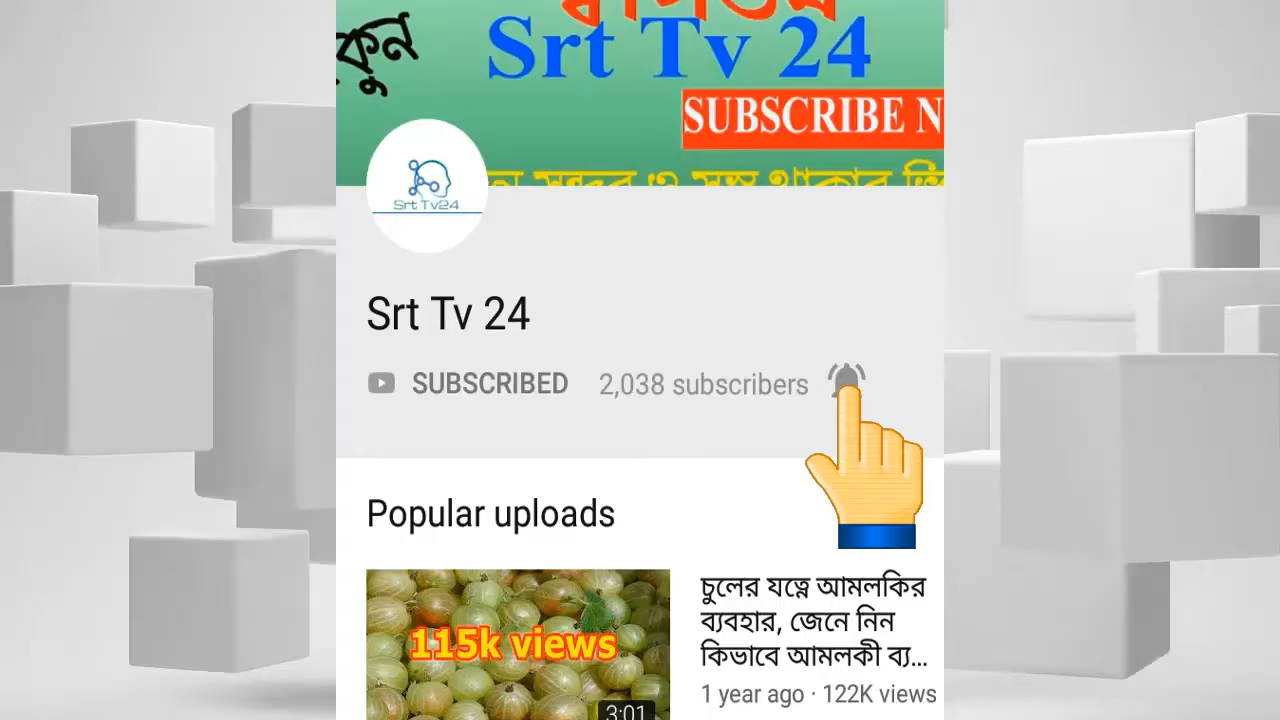 কুন
Srt Tv 24
SUBSCRIBE N
সুন্দর ও সুস্থ থাকার
Srt Tv24
Srt Tv 24
SUBSCRIBED 2,038 subscribers
Popular uploads
115k views
3:01
চুলের যত্নে আমলকির
ব্যবহার, জেনে নিন
কিভাবে আমলকী ব্য...
1 year ago · 122K views